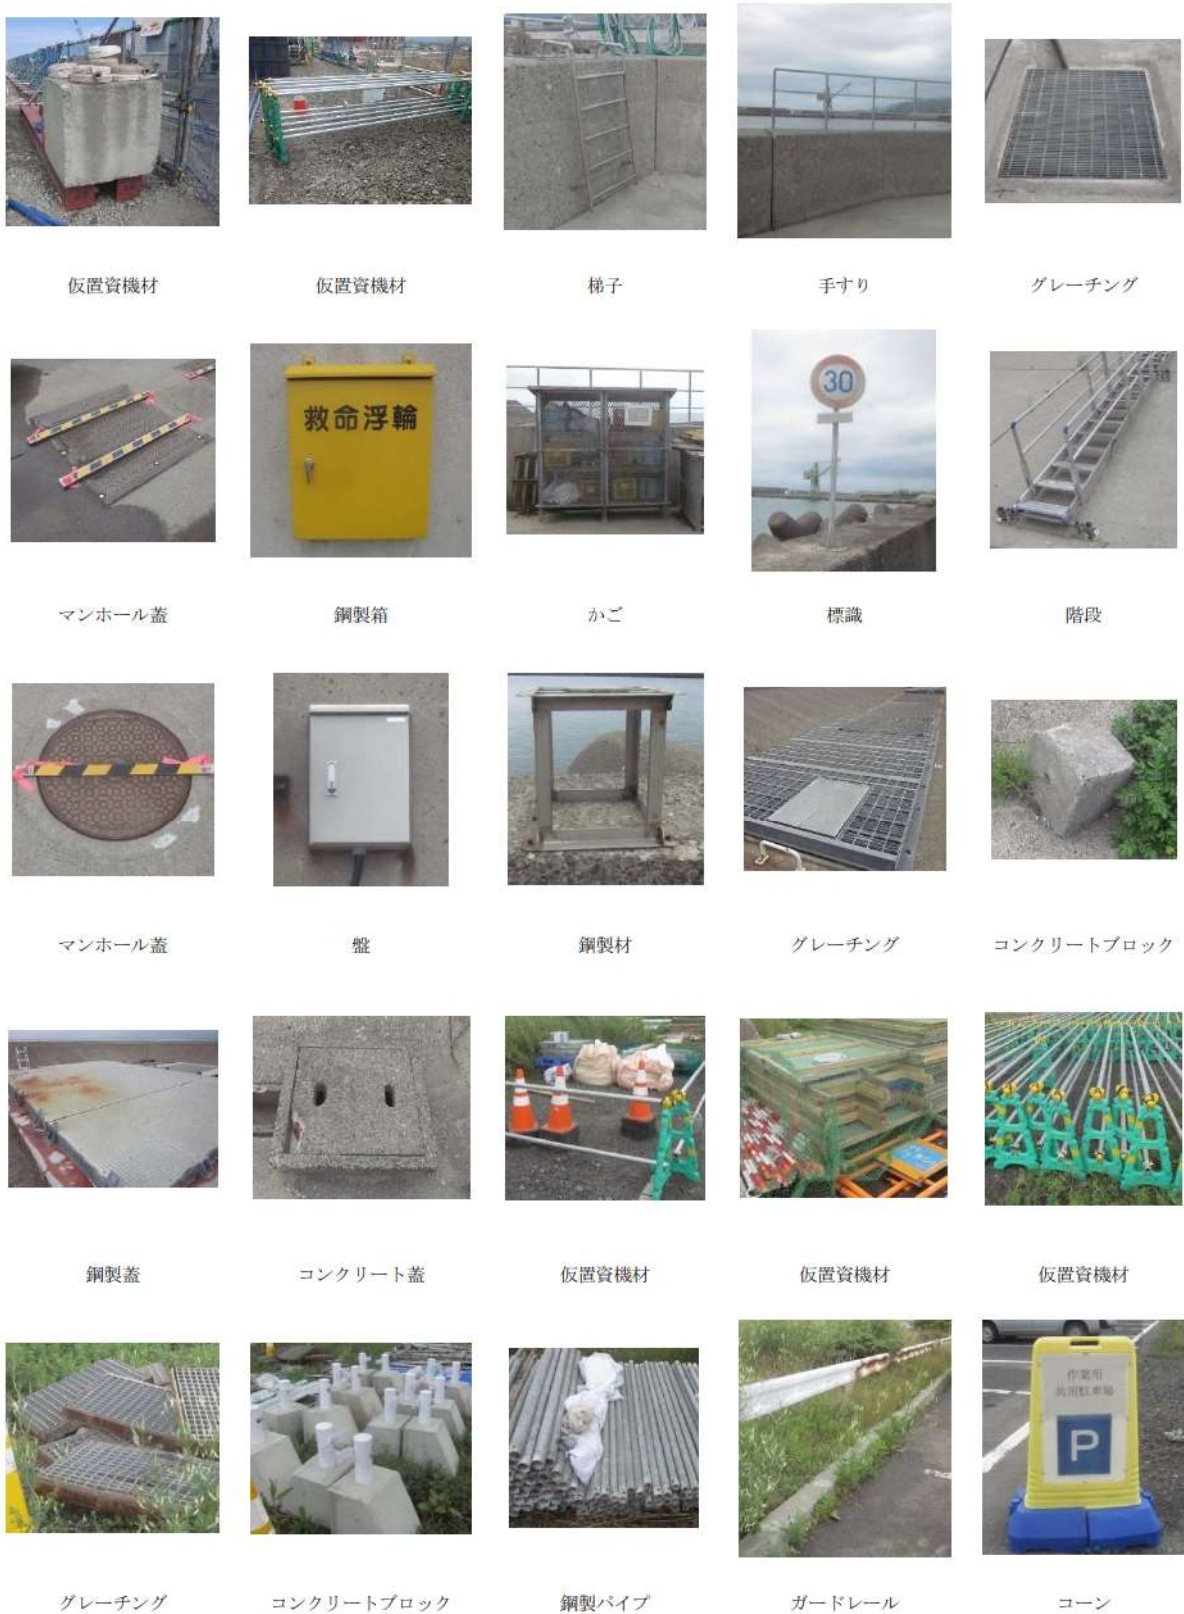 仮置資機材
仮置資機材
梯子
手すり
グレーチング
救命浮輪
30
マンホール蓋
鋼製箱
かご
標識
階段
マンホール蓋
盤
鋼製材
グレーチング
コンクリートブロック
鋼製蓋
コンクリート蓋
仮置資機材
仮置資機材
仮置資機材
作業用
共用駐車場
P
グレーチング
コンクリートブロック
鋼製パイプ
ガードレール
コーン